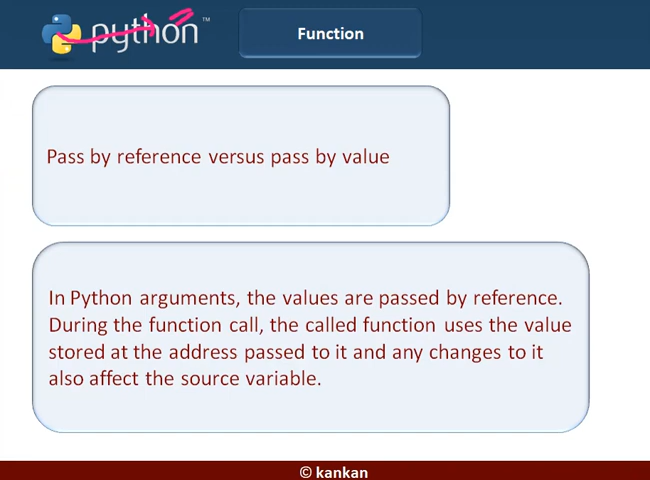 python™
Function
Pass by reference versus pass by value
In Python arguments, the values are passed by reference.
During the function call, the called function uses the value
stored at the address passed to it and any changes to it
also affect the source variable.
© kankan